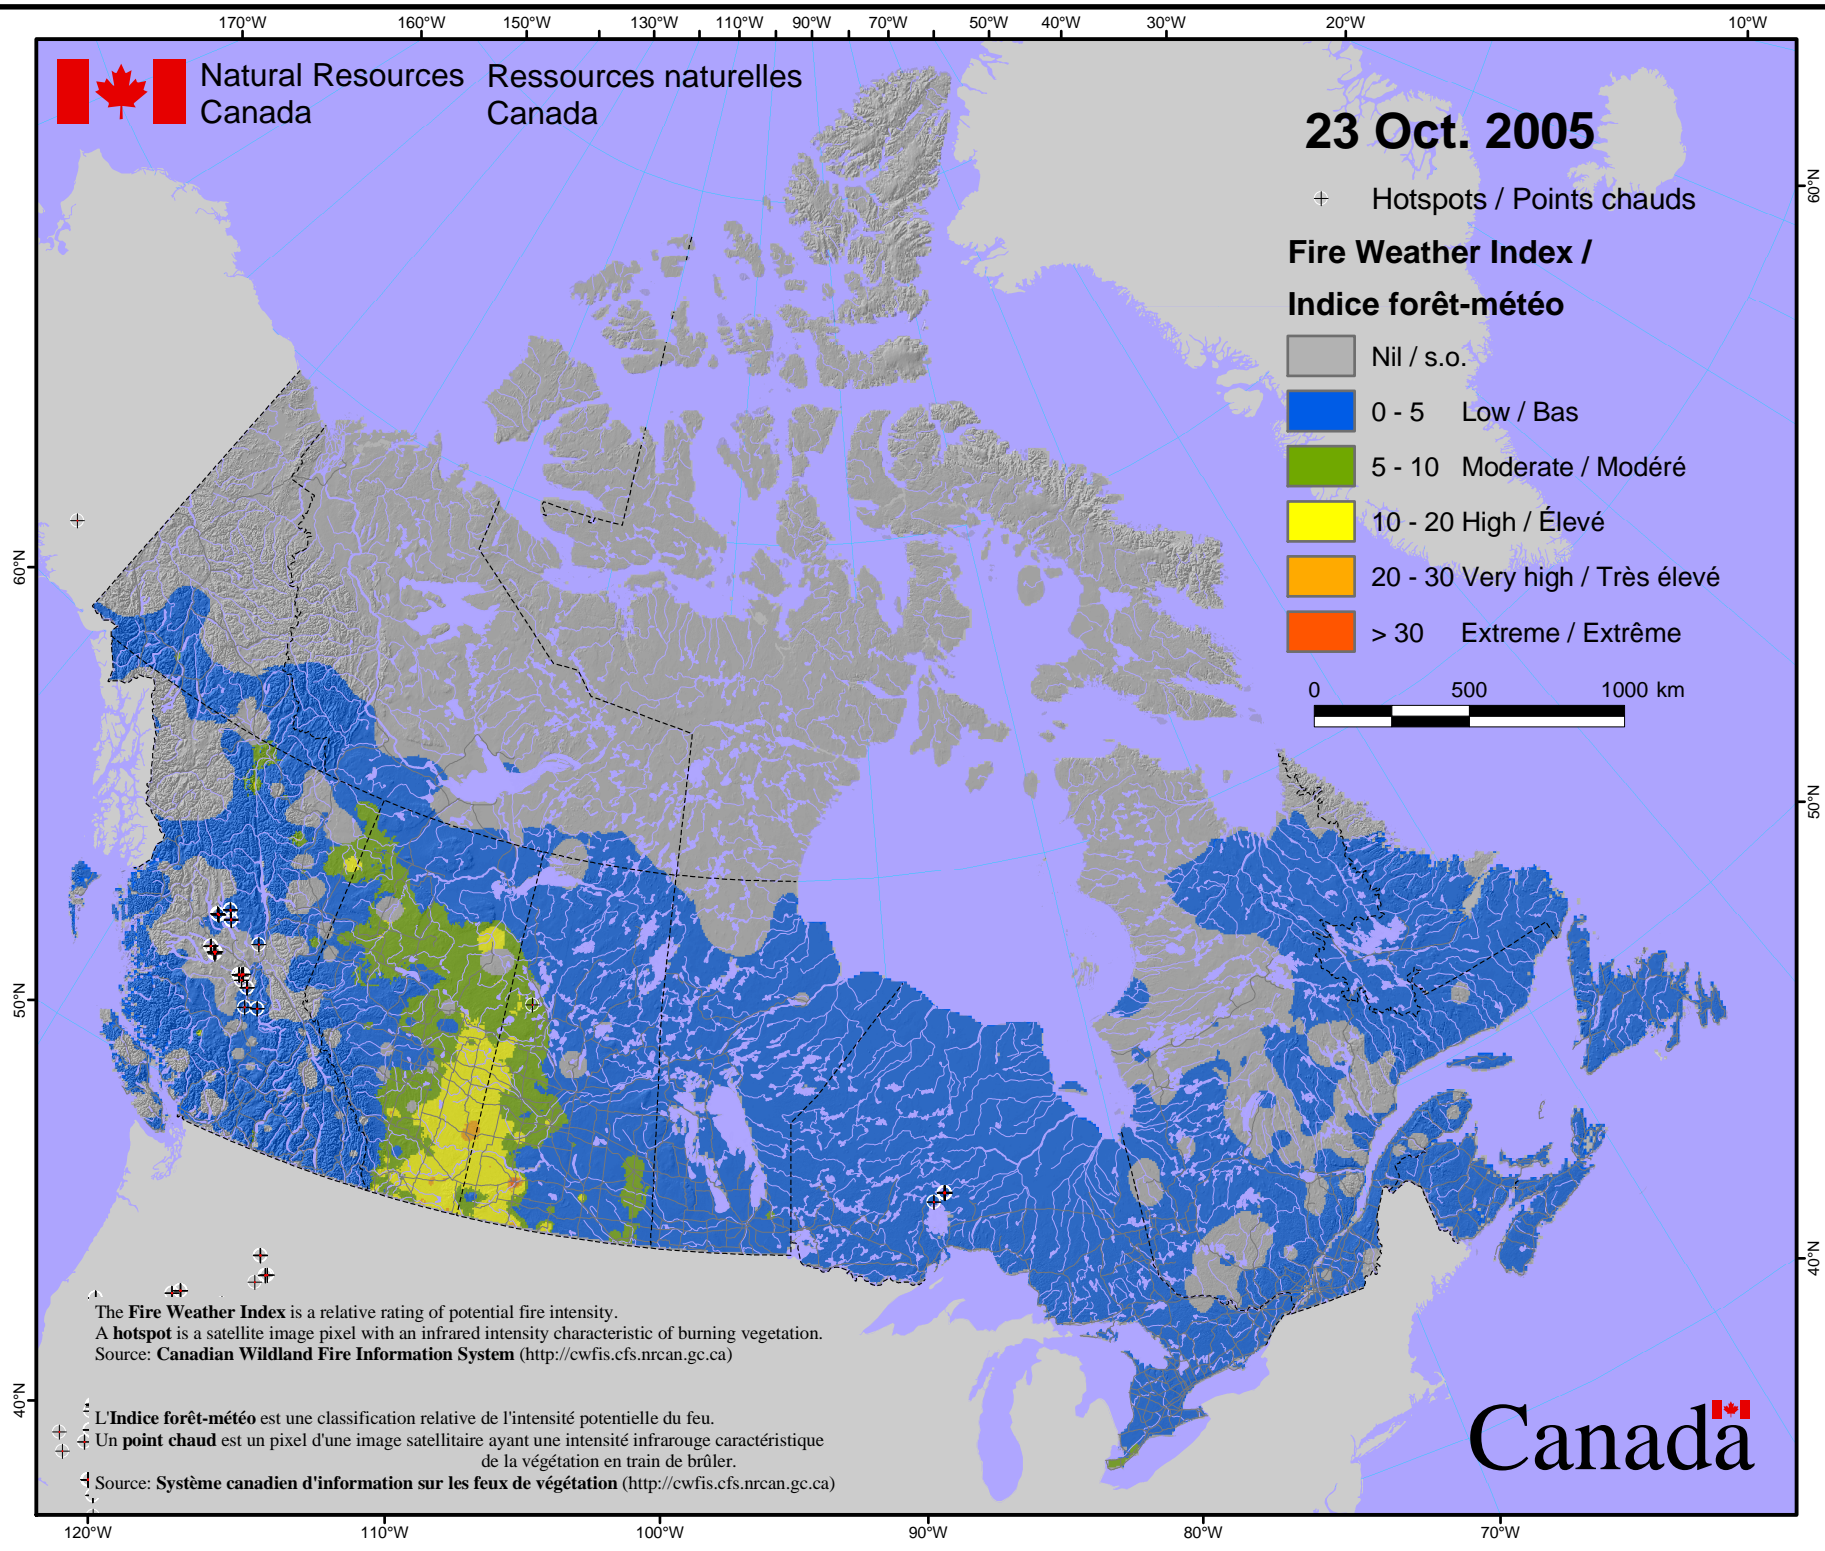 170°W 160°W 150°W 130°W 110°W 90°W 70°W 50°W 40°W 30°W 20°W 10°W
Natural Resources Ressources naturelles
Canada Canada
23 Oct. 2005
Hotspots / Points chauds
Fire Weather Index /
Indice forêt-météo
Nil / s.o.
0 - 5 Low / Bas
5 - 10 Moderate / Modéré
10 - 20 High / Élevé
20 - 30 Very high / Très élevé
> 30 Extreme / Extrême
0 500 1000 km
60°N
50°N
40°N
60°N
50°N
40°N
The Fire Weather Index is a relative rating of potential fire intensity.
A hotspot is a satellite image pixel with an infrared intensity characteristic of burning vegetation.
Source: Canadian Wildland Fire Information System (http://cwfis.cfs.nrcan.gc.ca)
L'Indice forêt-météo est une classification relative de l'intensité potentielle du feu.
Un point chaud est un pixel d'une image satellitaire ayant une intensité infrarouge caractéristique
de la végétation en train de brûler.
Source: Système canadien d'information sur les feux de végétation (http://cwfis.cfs.nrcan.gc.ca)
Canada
120°W 110°W 100°W 90°W 80°W 70°W